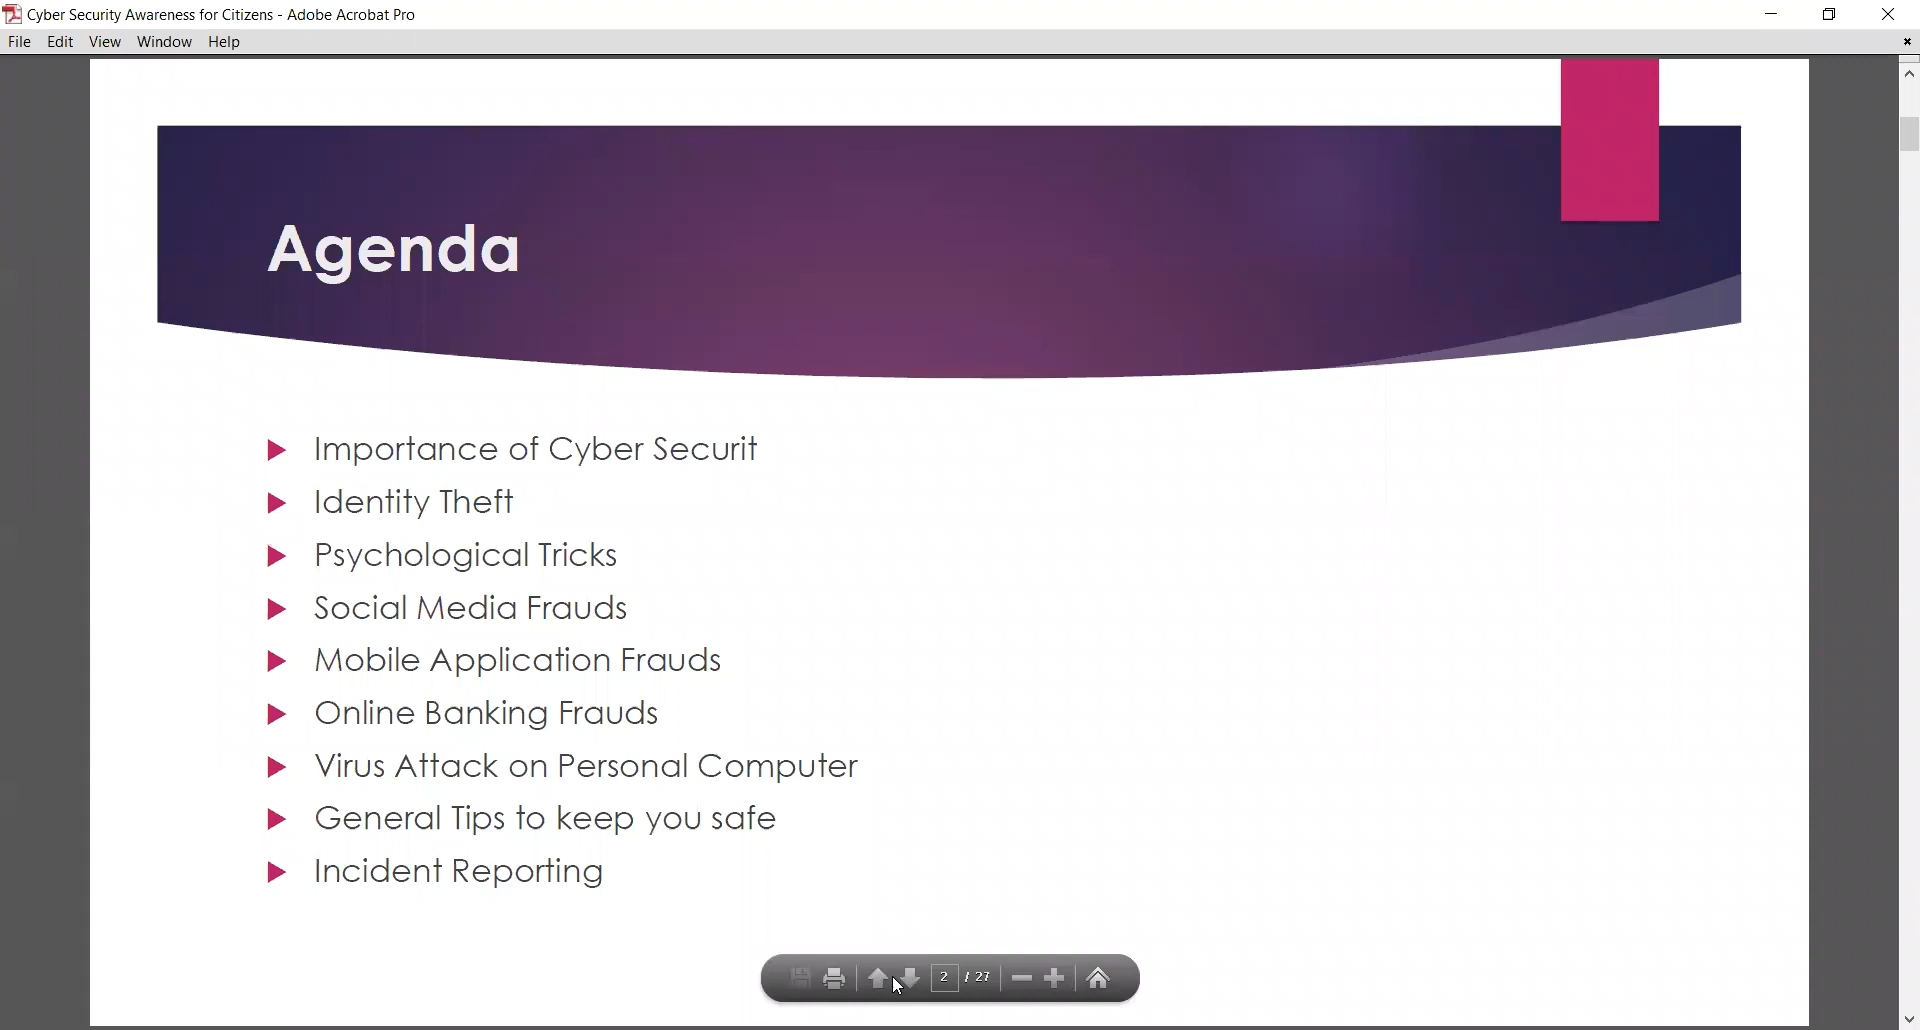 Cyber Security Awareness for Citizens - Adobe Acrobat Pro
File Edit View Window Help
Agenda
Importance of Cyber Securit
Identity Theft
Psychological Tricks
Social Media Frauds
Mobile Application Frauds
Online Banking Frauds
Virus Attack on Personal Computer
General Tips to keep you safe
Incident Reporting
2 / 27